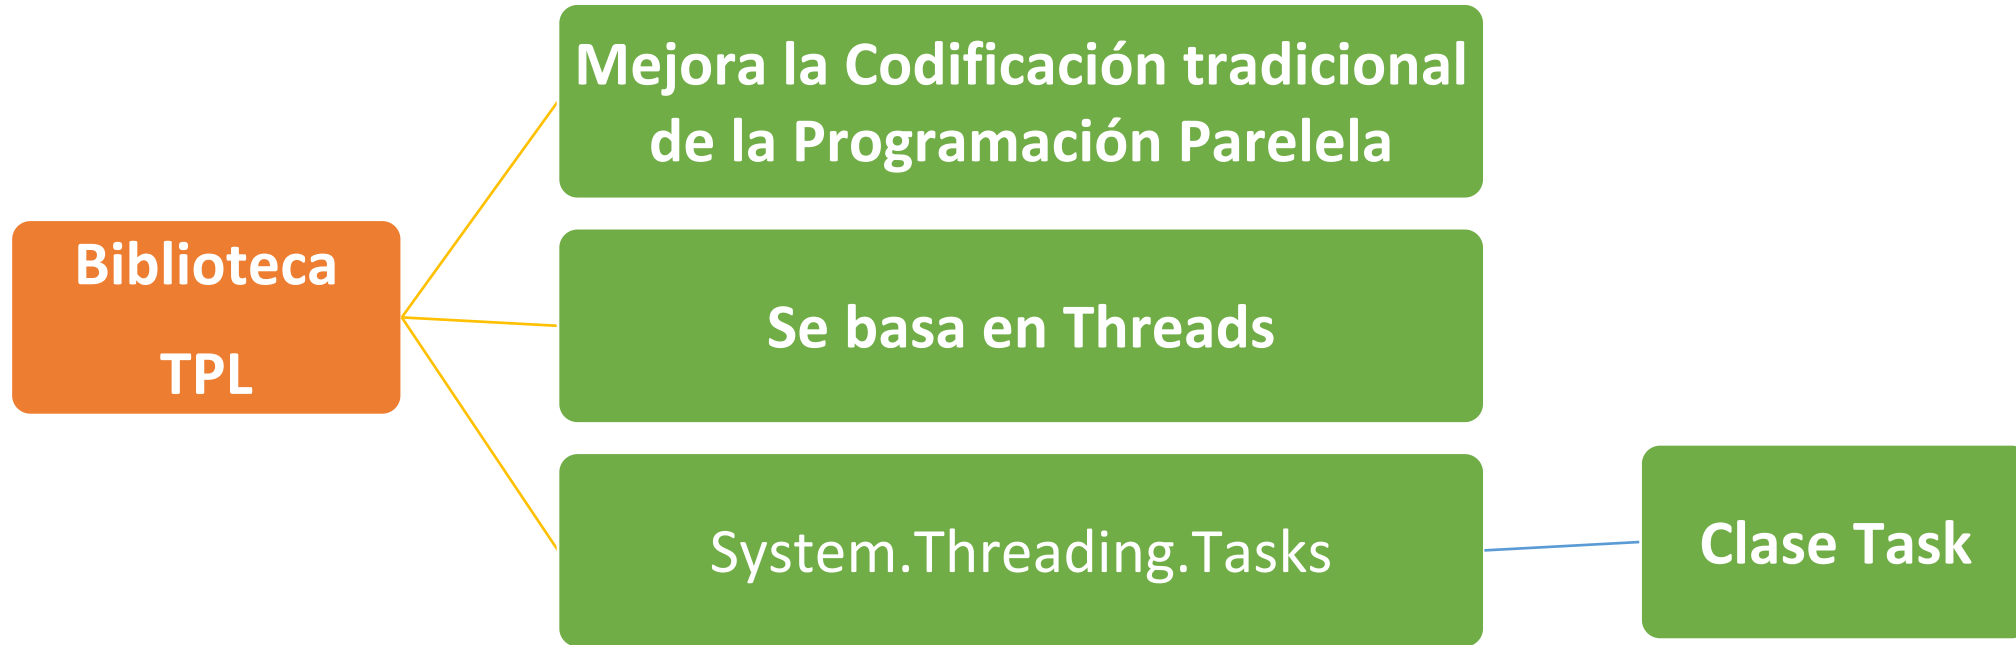 Biblioteca
TPL
Mejora la Codificación tradicional
de la Programación Parelela
Se basa en Threads
System.Threading.Tasks
Clase Task